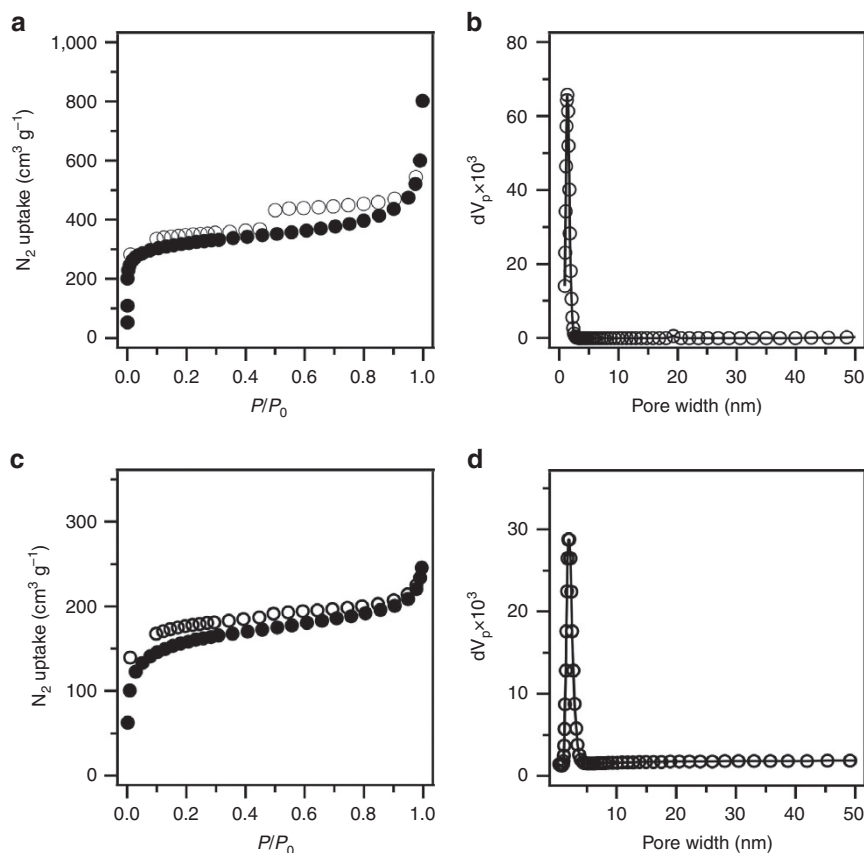 a
1,000
800
600
400
200
0
N₂ uptake (cm³ g⁻¹)
0.0 0.2 0.4 0.6 0.8 1.0
P/P₀
b
80
60
40
20
0
dVₚ×10³
0 10 20 30 40 50
Pore width (nm)
c
300
200
100
0
N₂ uptake (cm³ g⁻¹)
0.0 0.2 0.4 0.6 0.8 1.0
P/P₀
d
30
20
10
0
dVₚ×10³
10 20 30 40 50
Pore width (nm)